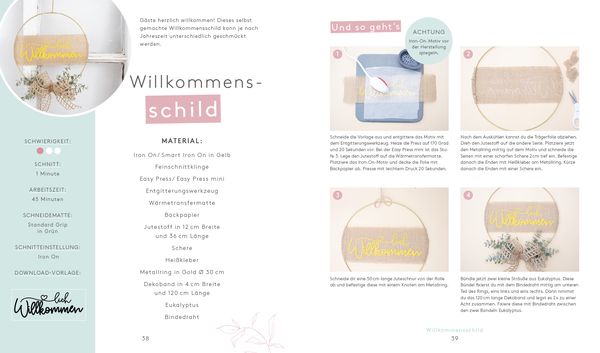 lich
Willkommen
Gäste herzlich willkommen! Dieses selbst
gemachte Willkommensschild kann je nach
Jahreszeit unterschiedlich geschmückt
werden.
Willkommens-
schild
SCHWIERIGKEIT:
SCHNITT:
1 Minute
ARBEITSZEIT:
45 Minuten
SCHNEIDEMATTE:
Standard Grip
in Grün
SCHNITTEINSTELLUNG:
Iron On
DOWNLOAD-VORLAGE:
lich
Willkommen
MATERIAL:
Iron On/Smart Iron On in Gelb
Feinschnittklinge
Easy Press/Easy Press mini
Entgitterungswerkzeug
Wärmetransfermatte
Backpapier
Jutestoff in 12 cm Breite
und 36 cm Länge
Schere
Heißkleber
Metallring in Gold Ø 30 cm
Dekoband in 4 cm Breite
und 120 cm Länge
Eukalyptus
Bindedraht
38
Und so geht's
ACHTUNG
Iron-On-Motiv vor
der Herstellung
spiegeln.
1
2
Schneide die Vorlage aus und entgittere das Motiv mit
dem Entgitterungswerkzeug. Heize die Press auf 170 Grad
und 20 Sekunden vor. Bei der Easy Press mini ist das Stu-
fe 3. Lege den Jutestoff auf die Wärmetransfermatte.
Platziere das Iron-On-Motiv und decke die Folie mit
Backpapier ab. Presse mit leichtem Druck 20 Sekunden.
Nach dem Auskühlen kannst du die Trägerfolie abziehen.
Dreh den Jutestoff auf die andere Seite. Platziere jetzt
den Metallring mittig auf dem Motiv und schneide die
Seiten mit einer scharfen Schere 2 cm tief ein. Befestige
danach das Motiv mit Heißkleber am Metallring. Kürze
danach die Enden mit einer Schere ein.
3
4
Willkommen
lich
Willkommen
Schneide dir eine 50 cm lange Juteschnur von der Rolle
ab und befestige diese mit einem Knoten am Metallring.
Bündle jetzt zwei kleine Sträuße aus Eukalyptus. Diese
Bündel fixierst du mit dem Bindedraht mittig am unteren
Teil des Rings, eins links und eins rechts. Dann nimmst
du das 120 cm lange Dekoband und legst es 2x zu einer
Acht zusammen. Fixiere diese mit Bindedraht zwischen
den zwei Bündeln Eukalyptus.
Willkommensschild
39